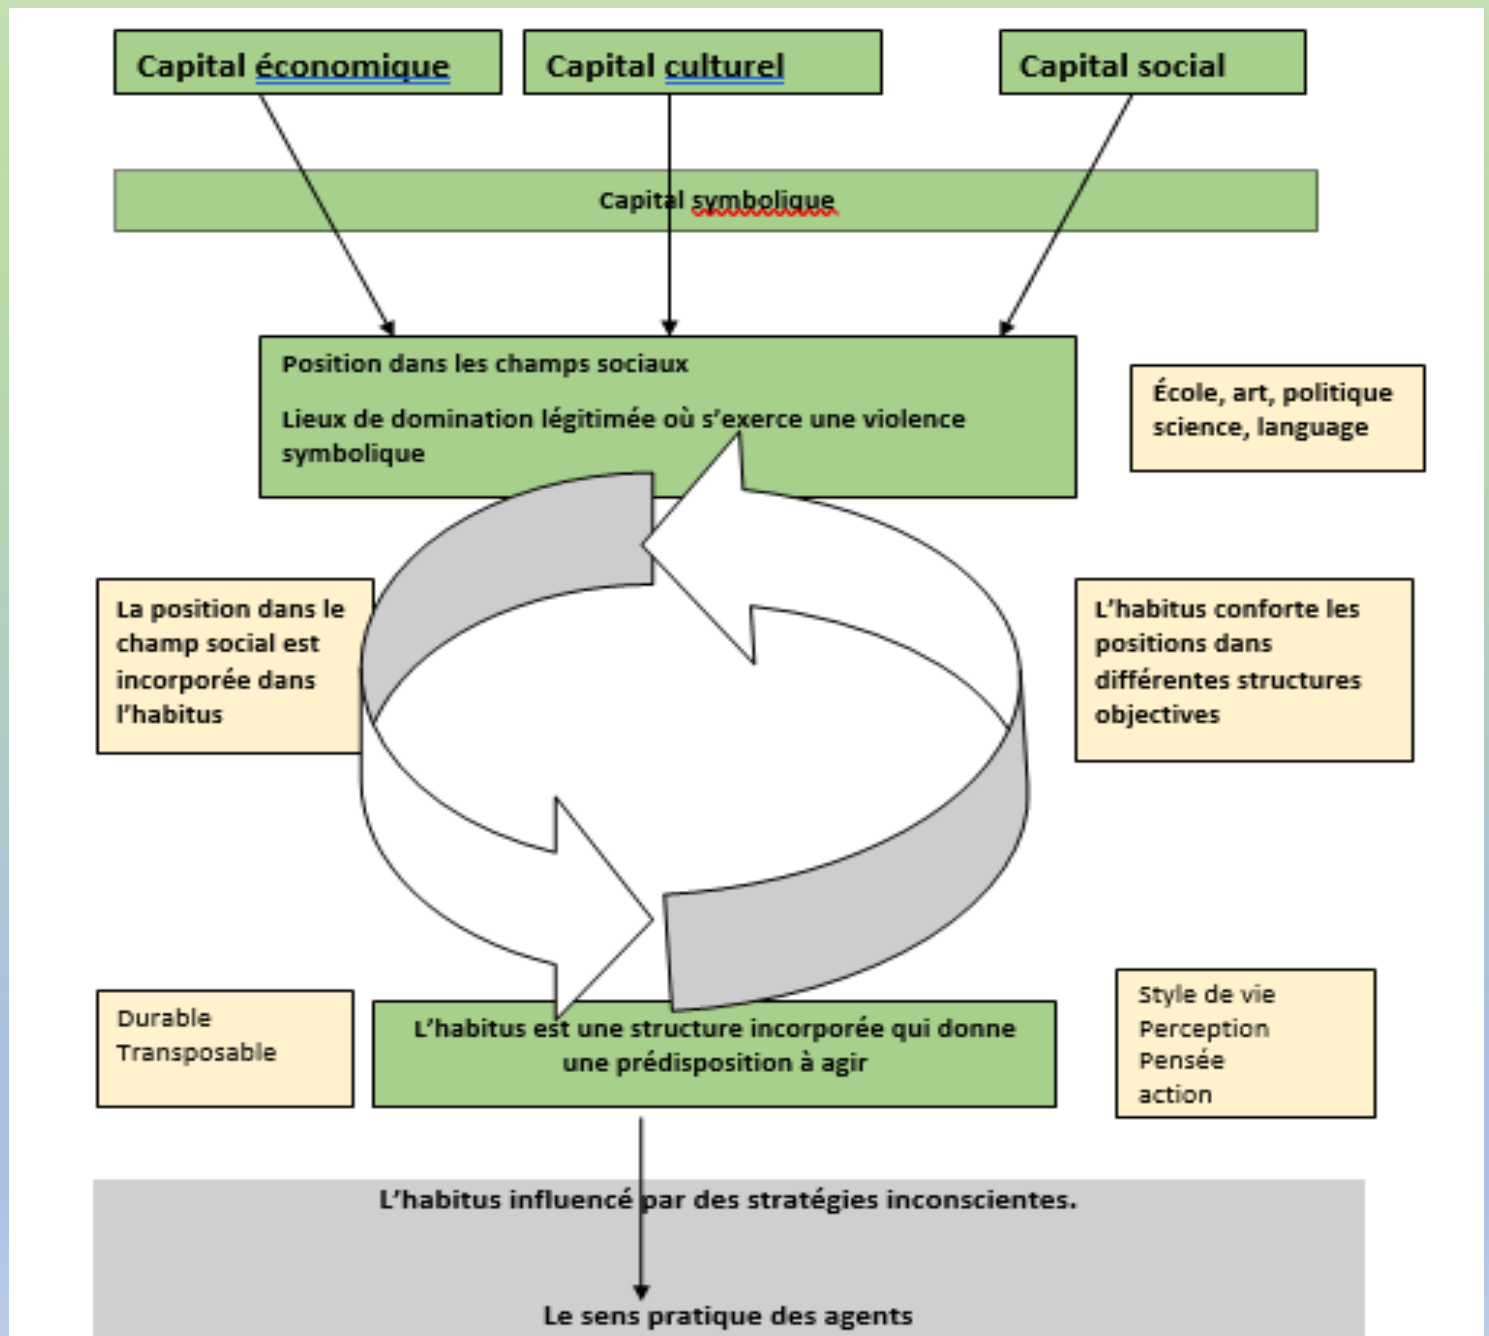 Capital économique
Capital culturel
Capital social
Capital symbolique
Position dans les champs sociaux
Lieux de domination légitimée où s'exerce une violence
symbolique
École, art, politique
science, language
La position dans le
champ social est
incorporée dans
l'habitus
L'habitus conforte les
positions dans
différentes structures
objectives
Durable
Transposable
L'habitus est une structure incorporée qui donne
une prédisposition à agir
Style de vie
Perception
Pensée
action
L'habitus influencé par des stratégies inconscientes.
Le sens pratique des agents